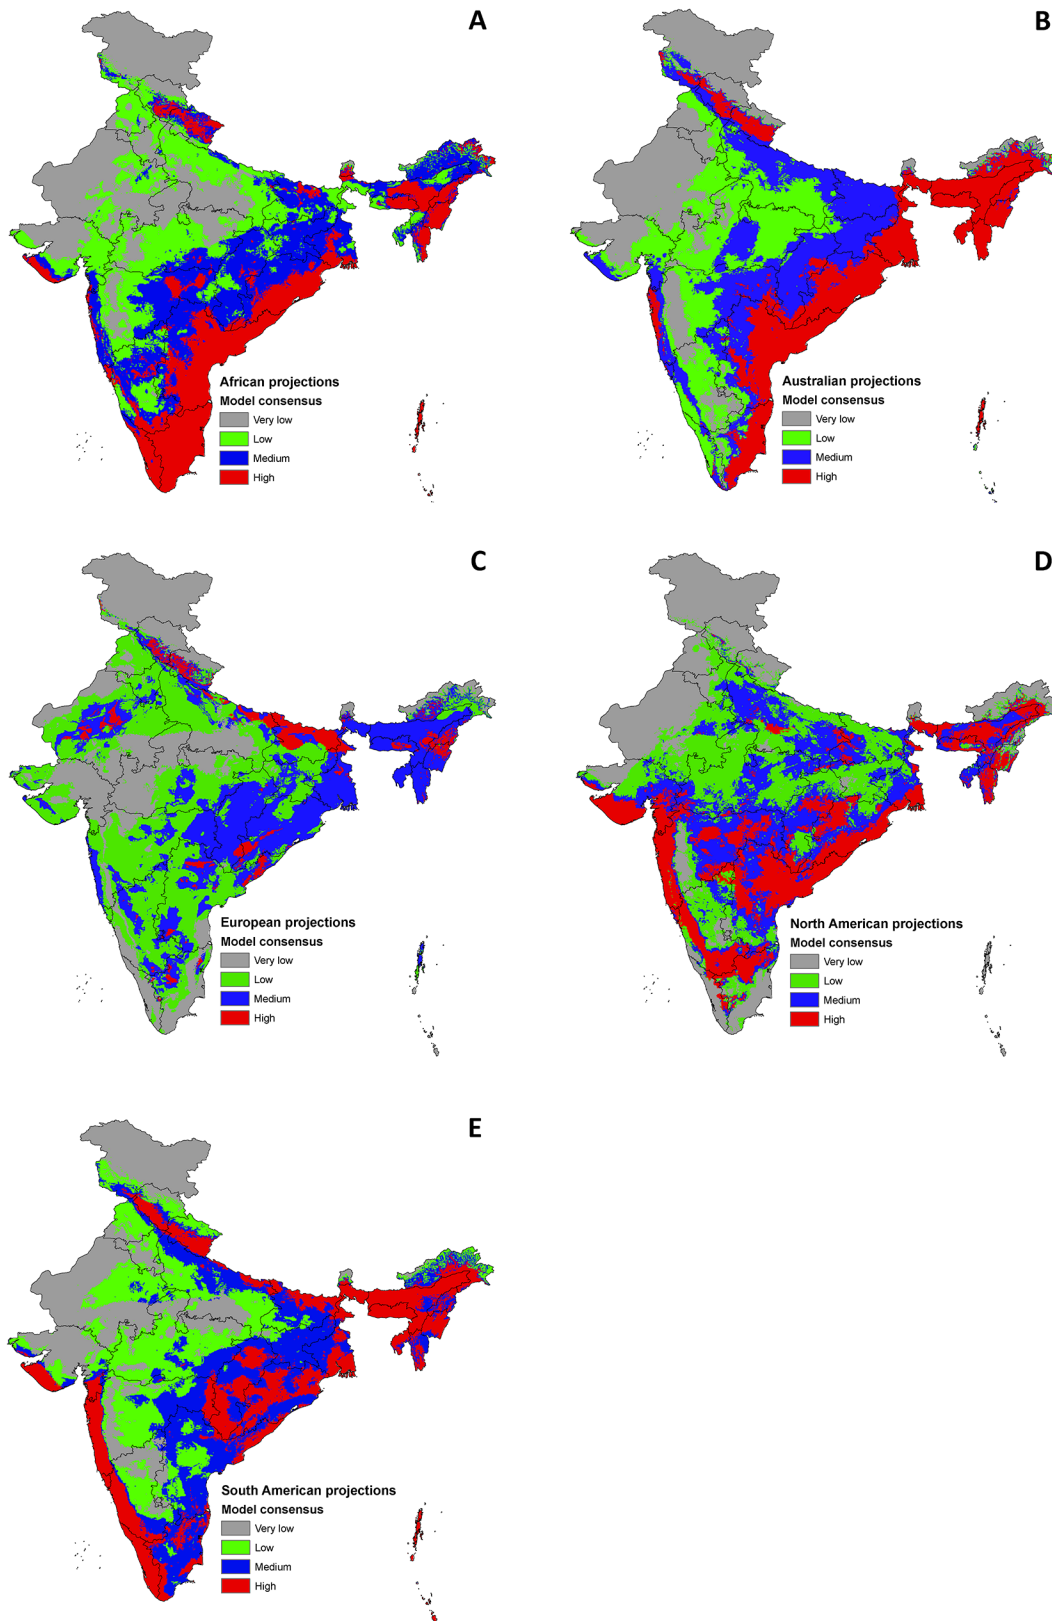 A
African projections
Model consensus
Very low
Low
Medium
High
B
Australian projections
Model consensus
Very low
Low
Medium
High
C
European projections
Model consensus
Very low
Low
Medium
High
D
North American projections
Model consensus
Very low
Low
Medium
High
E
South American projections
Model consensus
Very low
Low
Medium
High